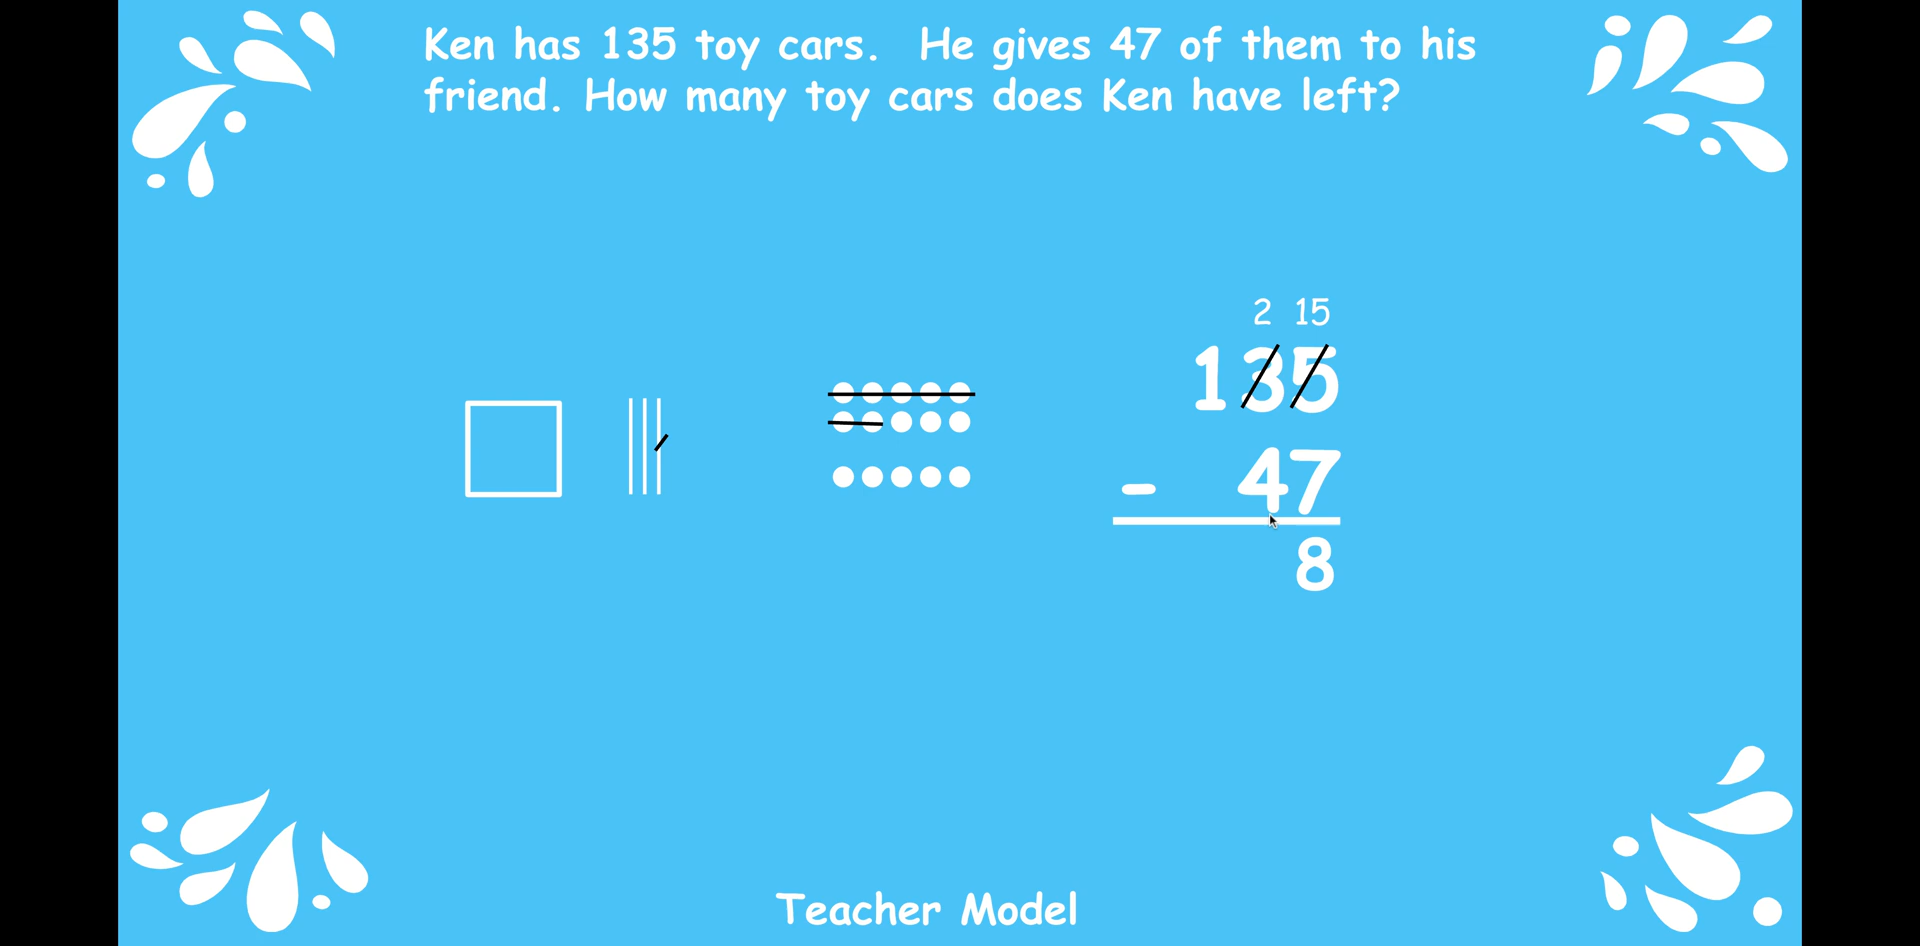 Ken has 135 toy cars. He gives 47 of them to his
friend. How many toy cars does Ken have left?
2 15
135
- 47
8
Teacher Model